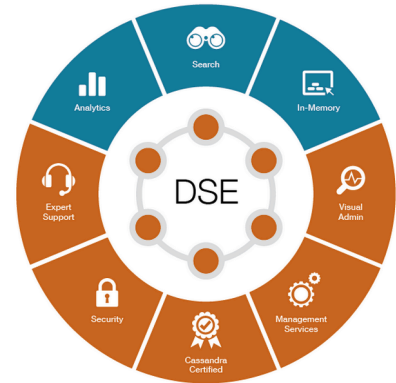 Search
Analytics
In-Memory
DSE
Expert
Support
Visual
Admin
Security
Management
Services
Cassandra
Certified